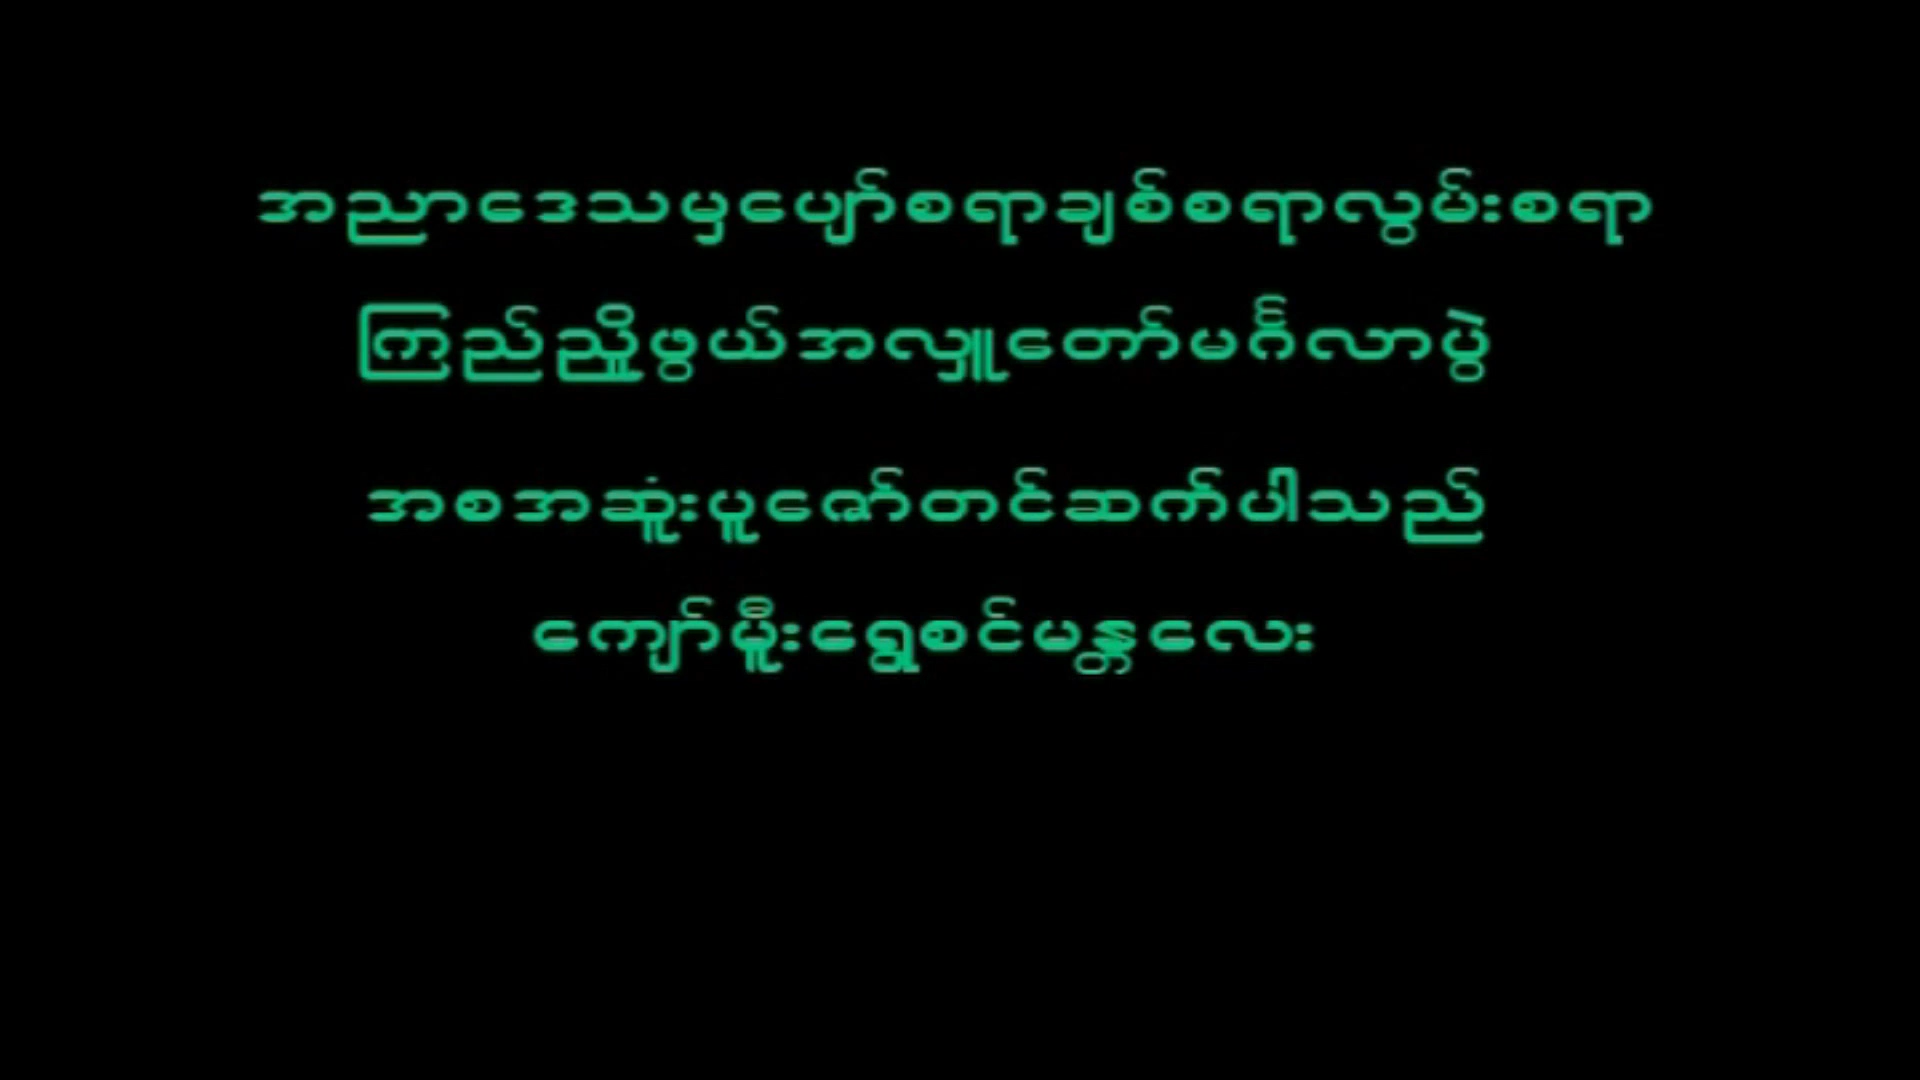 အညာဒေသမှပျော်စရာချစ်စရာလွမ်းစရာ
ကြည်ညှိုဖွယ်အလှူတော်မင်္ဂလာပွဲ
အစအဆူံးပူဇော်တင်ဆက်ပါသည်
ကျော်မိူးရွှေစင်မန္တလေး